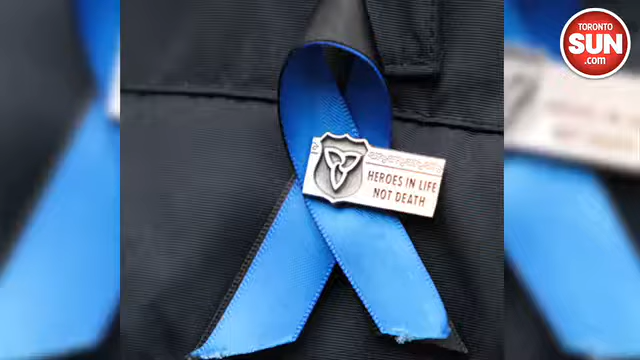 TORONTO
SUN
.com
HEROES IN LIFE
NOT DEATH